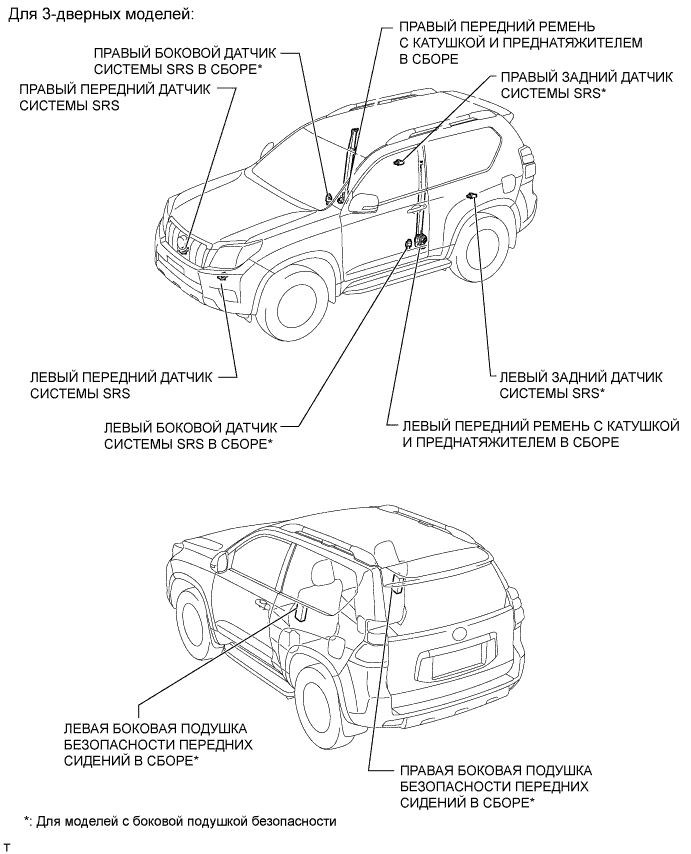 Для 3-дверных моделей:
ПРАВЫЙ ПЕРЕДНИЙ РЕМЕНЬ
С КАТУШКОЙ И ПРЕДНАТЯЖИТЕЛЕМ
В СБОРЕ
ПРАВЫЙ БОКОВОЙ ДАТЧИК
СИСТЕМЫ SRS В СБОРЕ*
ПРАВЫЙ ЗАДНИЙ ДАТЧИК
СИСТЕМЫ SRS*
ПРАВЫЙ ПЕРЕДНИЙ ДАТЧИК
СИСТЕМЫ SRS
ЛЕВЫЙ ПЕРЕДНИЙ ДАТЧИК
СИСТЕМЫ SRS
ЛЕВЫЙ ЗАДНИЙ ДАТЧИК
СИСТЕМЫ SRS*
ЛЕВЫЙ БОКОВОЙ ДАТЧИК
СИСТЕМЫ SRS В СБОРЕ*
ЛЕВЫЙ ПЕРЕДНИЙ РЕМЕНЬ С КАТУШКОЙ
И ПРЕДНАТЯЖИТЕЛЕМ В СБОРЕ
ЛЕВАЯ БОКОВАЯ ПОДУШКА
БЕЗОПАСНОСТИ ПЕРЕДНИХ
СИДЕНИЙ В СБОРЕ*
ПРАВАЯ БОКОВАЯ ПОДУШКА
БЕЗОПАСНОСТИ ПЕРЕДНИХ
СИДЕНИЙ В СБОРЕ*
*: Для моделей с боковой подушкой безопасности
T